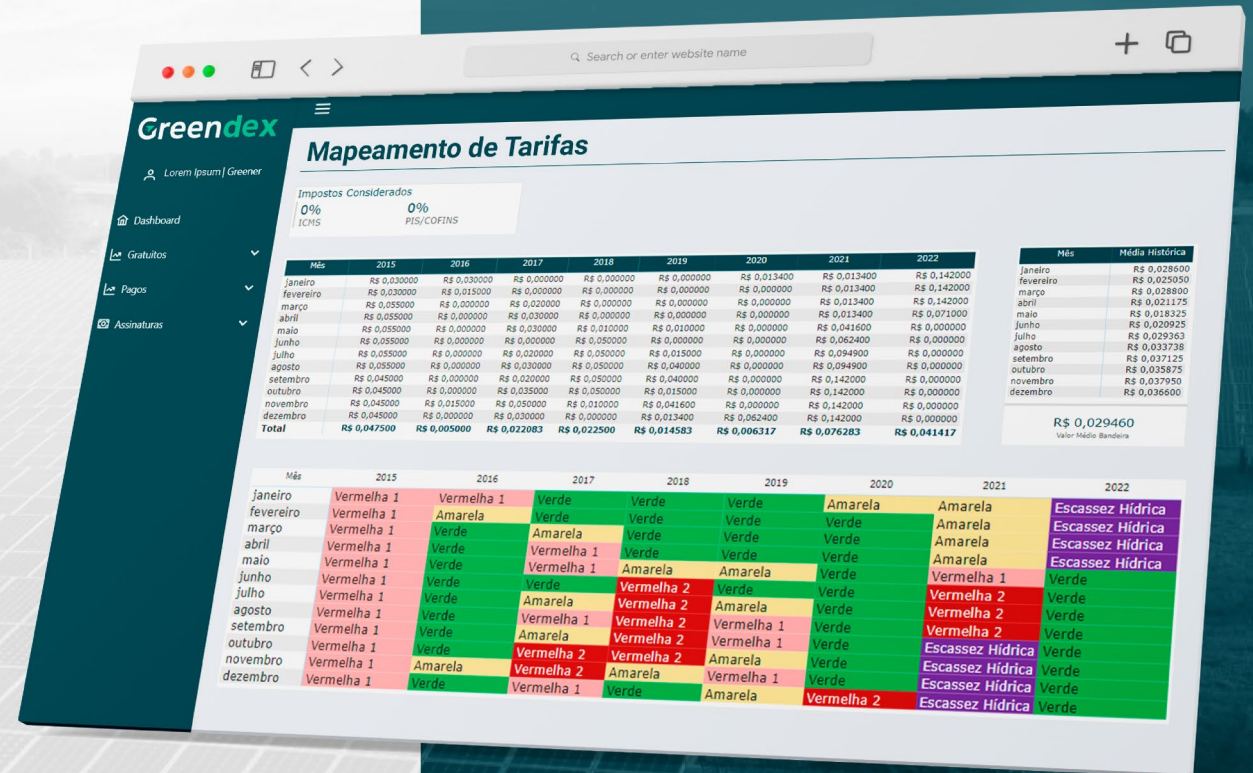 Search or enter website name
Greendex
Lorem Ipsum | Greener
Dashboard
Gratuitos
Pagos
Assinaturas
Mapeamento de Tarifas
Impostos Considerados
0% 0%
ICMS PIS/COFINS
Mês 2015 2016 2017 2018 2019 2020 2021 2022
janeiro R$ 0,030000 R$ 0,030000 R$ 0,000000 R$ 0,000000 R$ 0,000000 R$ 0,013400 R$ 0,013400 R$ 0,142000
fevereiro R$ 0,030000 R$ 0,015000 R$ 0,000000 R$ 0,000000 R$ 0,000000 R$ 0,000000 R$ 0,013400 R$ 0,142000
março R$ 0,055000 R$ 0,000000 R$ 0,020000 R$ 0,000000 R$ 0,000000 R$ 0,000000 R$ 0,013400 R$ 0,142000
abril R$ 0,055000 R$ 0,000000 R$ 0,030000 R$ 0,000000 R$ 0,000000 R$ 0,000000 R$ 0,013400 R$ 0,071000
maio R$ 0,055000 R$ 0,000000 R$ 0,030000 R$ 0,010000 R$ 0,010000 R$ 0,000000 R$ 0,041600 R$ 0,000000
junho R$ 0,055000 R$ 0,000000 R$ 0,000000 R$ 0,050000 R$ 0,000000 R$ 0,000000 R$ 0,062400 R$ 0,000000
julho R$ 0,055000 R$ 0,000000 R$ 0,020000 R$ 0,050000 R$ 0,015000 R$ 0,000000 R$ 0,094900 R$ 0,000000
agosto R$ 0,055000 R$ 0,000000 R$ 0,030000 R$ 0,050000 R$ 0,040000 R$ 0,000000 R$ 0,094900 R$ 0,000000
setembro R$ 0,045000 R$ 0,000000 R$ 0,020000 R$ 0,050000 R$ 0,040000 R$ 0,000000 R$ 0,142000 R$ 0,000000
outubro R$ 0,045000 R$ 0,000000 R$ 0,035000 R$ 0,050000 R$ 0,015000 R$ 0,000000 R$ 0,142000 R$ 0,000000
novembro R$ 0,045000 R$ 0,015000 R$ 0,050000 R$ 0,010000 R$ 0,041600 R$ 0,000000 R$ 0,142000 R$ 0,000000
dezembro R$ 0,045000 R$ 0,000000 R$ 0,030000 R$ 0,000000 R$ 0,013400 R$ 0,062400 R$ 0,142000 R$ 0,000000
Total R$ 0,047500 R$ 0,005000 R$ 0,022083 R$ 0,022500 R$ 0,014583 R$ 0,006317 R$ 0,076283 R$ 0,041417
Mês Média Histórica
janeiro R$ 0,028600
fevereiro R$ 0,025050
março R$ 0,028800
abril R$ 0,021175
maio R$ 0,018325
junho R$ 0,020925
julho R$ 0,029363
agosto R$ 0,033738
setembro R$ 0,037125
outubro R$ 0,035875
novembro R$ 0,037950
dezembro R$ 0,036600
R$ 0,029460
Valor Médio Bandeira
Mês 2015 2016 2017 2018 2019 2020 2021 2022
janeiro Vermelha 1 Vermelha 1 Verde Verde Verde Amarela Amarela Escassez Hídrica
fevereiro Vermelha 1 Amarela Verde Verde Verde Verde Amarela Escassez Hídrica
março Vermelha 1 Verde Amarela Verde Verde Verde Amarela Escassez Hídrica
abril Vermelha 1 Verde Vermelha 1 Verde Verde Verde Amarela Escassez Hídrica
maio Vermelha 1 Verde Vermelha 1 Amarela Amarela Verde Vermelha 1 Verde
junho Vermelha 1 Verde Verde Vermelha 2 Verde Verde Vermelha 2 Verde
julho Vermelha 1 Verde Amarela Vermelha 2 Amarela Verde Vermelha 2 Verde
agosto Vermelha 1 Verde Vermelha 1 Vermelha 2 Vermelha 1 Verde Vermelha 2 Verde
setembro Vermelha 1 Verde Amarela Vermelha 2 Vermelha 1 Verde Escassez Hídrica Verde
outubro Vermelha 1 Verde Vermelha 2 Vermelha 2 Amarela Verde Escassez Hídrica Verde
novembro Vermelha 1 Amarela Vermelha 2 Amarela Vermelha 1 Verde Escassez Hídrica Verde
dezembro Vermelha 1 Verde Vermelha 1 Verde Amarela Vermelha 2 Escassez Hídrica Verde